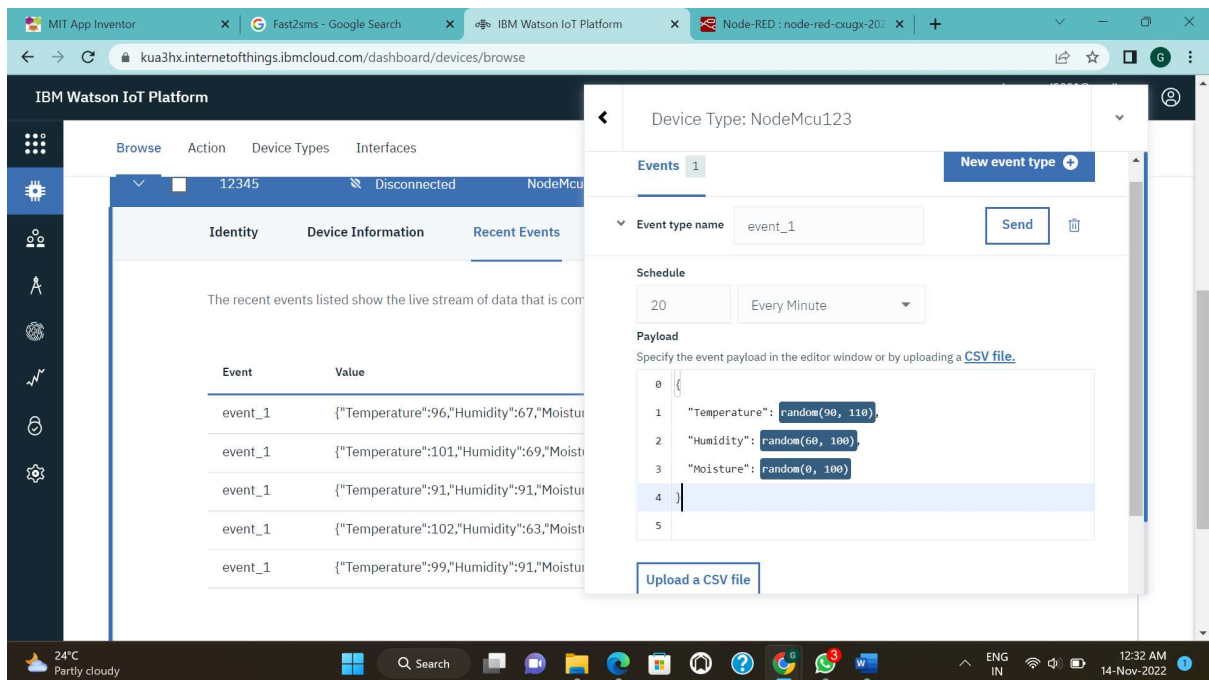 MIT App Inventor
Fast2sms - Google Search
IBM Watson IoT Platform
Node-RED : node-red-cxugx-202
kua3hx.internetofthings.ibmcloud.com/dashboard/devices/browse
G
IBM Watson IoT Platform
Browse Action Device Types Interfaces
12345 Disconnected NodeMcu
Identity Device Information Recent Events
The recent events listed show the live stream of data that is com
Event Value
event_1 {"Temperature":96,"Humidity":67,"Moistur
event_1 {"Temperature":101,"Humidity":69,"Moist
event_1 {"Temperature":91,"Humidity":91,"Moistur
event_1 {"Temperature":102,"Humidity":63,"Moist
event_1 {"Temperature":99,"Humidity":91,"Moistur
Device Type: NodeMcu123
Events 1 New event type
Event type name event_1 Send
Schedule
20 Every Minute
Payload
Specify the event payload in the editor window or by uploading a CSV file.
0 {
1 "Temperature": random(90, 110),
2 "Humidity": random(60, 100),
3 "Moisture": random(0, 100)
4 }
5
Upload a CSV file
24°C
Partly cloudy
Search
G
3
ENG
IN
12:32 AM
14-Nov-2022
1